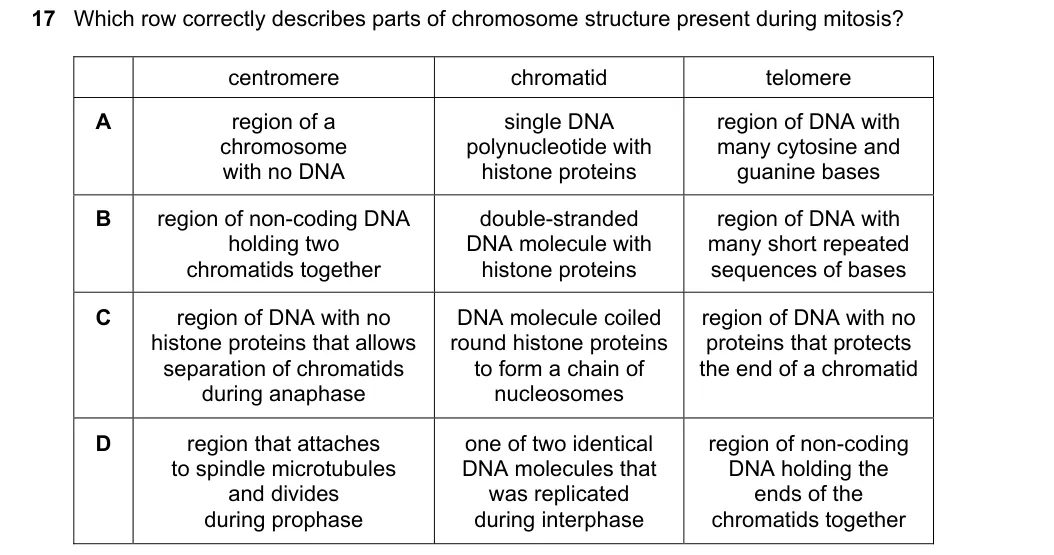 17 Which row correctly describes parts of chromosome structure present during mitosis?
centromere chromatid telomere
A
region of a
chromosome
with no DNA
single DNA
polynucleotide with
histone proteins
region of DNA with
many cytosine and
guanine bases
B
region of non-coding DNA
holding two
chromatids together
double-stranded
DNA molecule with
histone proteins
region of DNA with
many short repeated
sequences of bases
C
region of DNA with no
histone proteins that allows
separation of chromatids
during anaphase
DNA molecule coiled
round histone proteins
to form a chain of
nucleosomes
region of DNA with no
proteins that protects
the end of a chromatid
D
region that attaches
to spindle microtubules
and divides
during prophase
one of two identical
DNA molecules that
was replicated
during interphase
region of non-coding
DNA holding the
ends of the
chromatids together